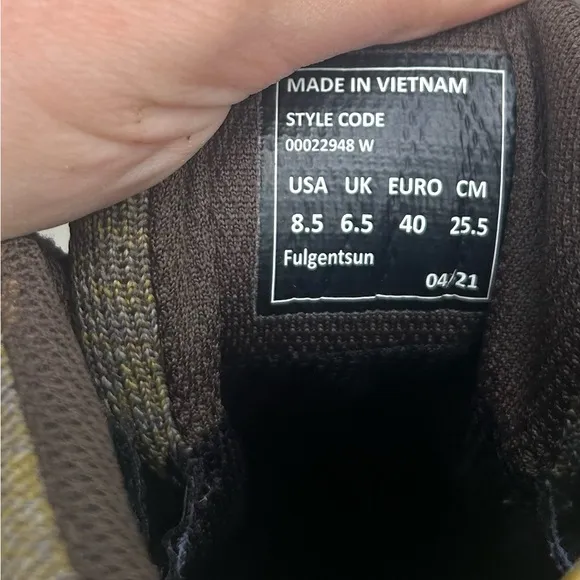 MADE IN VIETNAM
STYLE CODE
00022948 W
USA UK EURO CM
8.5 6.5 40 25.5
Fulgentsun
04/21